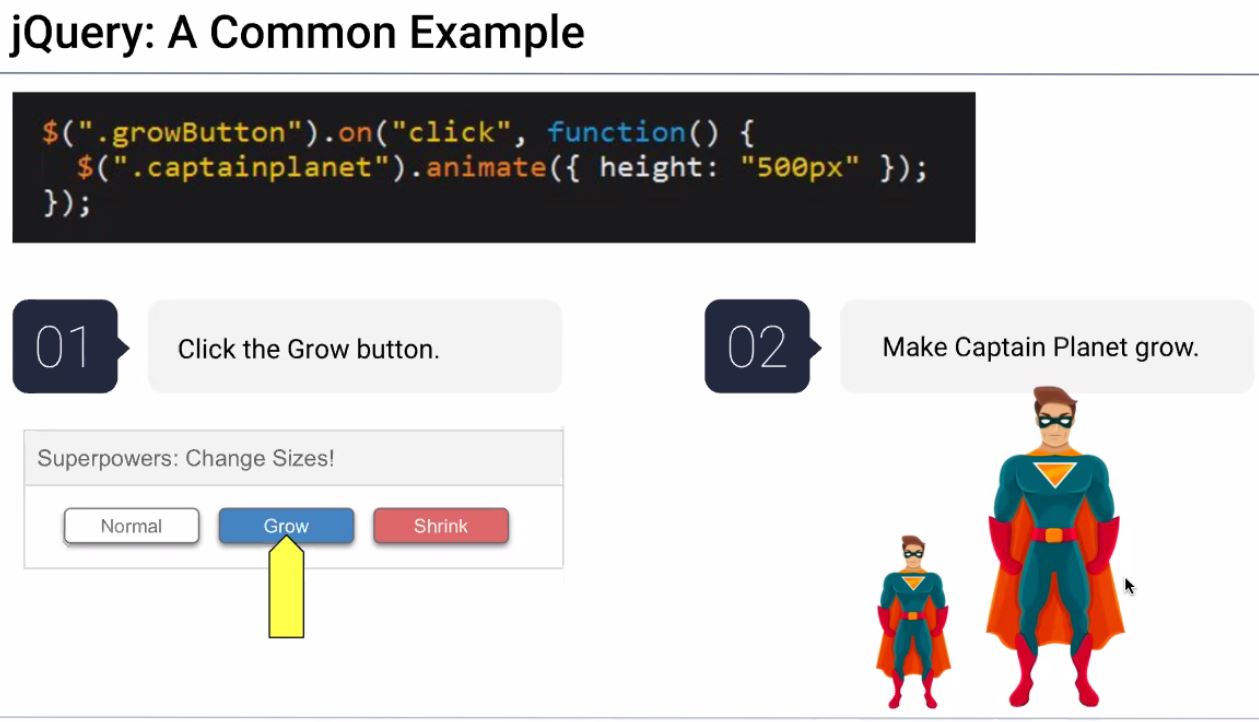 jQuery: A Common Example
$(".growButton").on("click", function() {
  $(".captainplanet").animate({ height: "500px" });
});
01
Click the Grow button.
02
Make Captain Planet grow.
Superpowers: Change Sizes!
Normal
Grow
Shrink